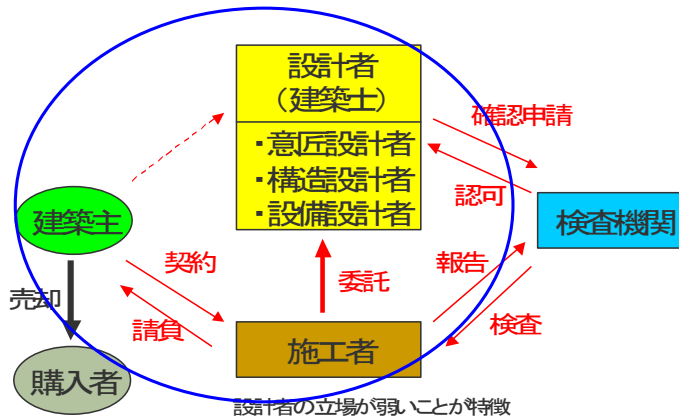 設計者
（建築士）
・意匠設計者
・構造設計者
・設備設計者
確認申請
認可
建築主
検査機関
契約
報告
売却
委託
請負
検査
施工者
購入者
設計者の立場が弱いことが特徴